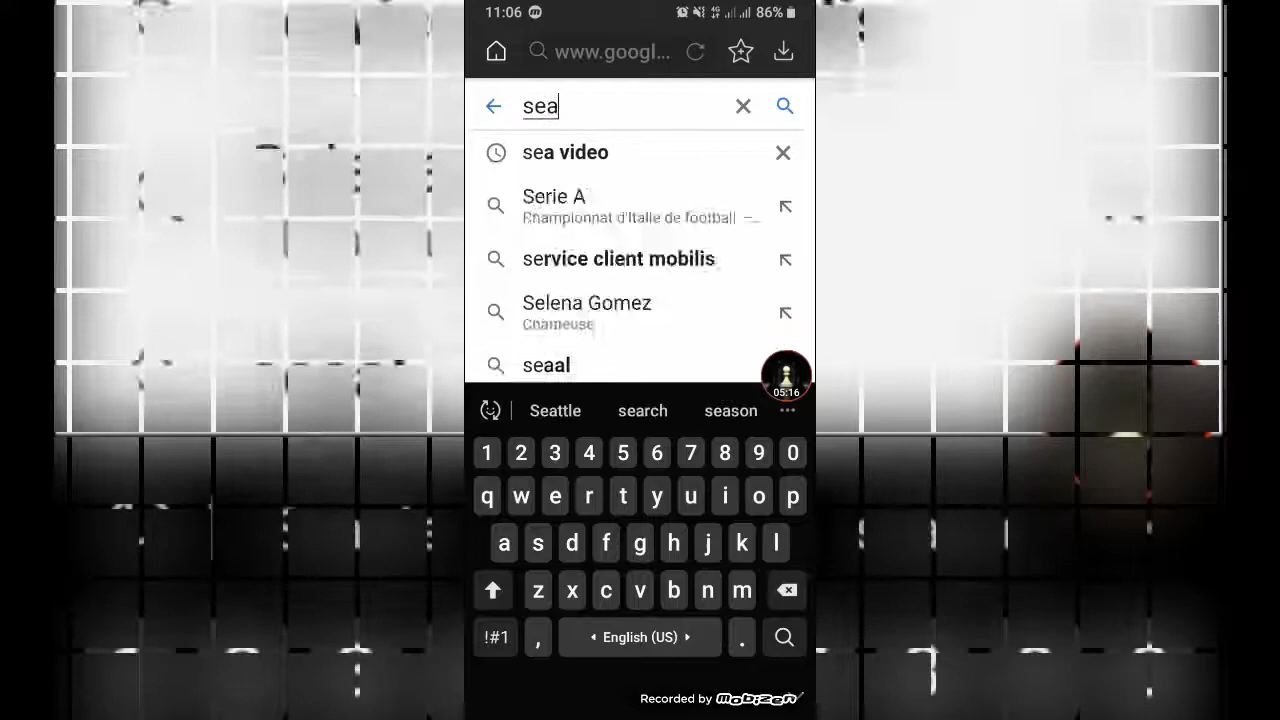 11:06 86%
www.googl...
sea
sea video
Serie A
Championnat d'Italie de football —...
service client mobilis
Selena Gomez
Chanteuse
seaal
05:16
Seattle search season
1 2 3 4 5 6 7 8 9 0
q w e r t y u i o p
a s d f g h j k l
z x c v b n m
!#1 , English (US) .
Recorded by mobizen